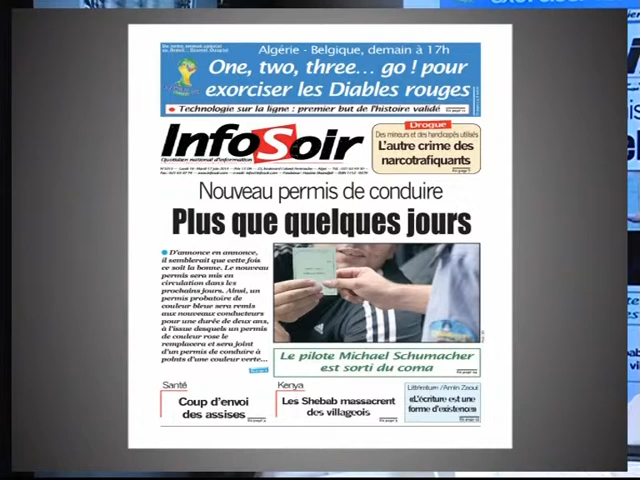 Algérie - Belgique, demain à 17h
One, two, three... go ! pour
exorciser les Diables rouges
Technologie sur la ligne : premier but de l'histoire validé
InfoSoir
Quotidien national d'information
Drogue
Des mineurs et des handicapés utilisés
L'autre crime des
narcotrafiquants
Nouveau permis de conduire
Plus que quelques jours
D'annonce en annonce,
il semblerait que cette fois
ce soit la bonne. Le nouveau
permis sera mis en
circulation dans les
prochains jours. Ainsi, un
permis probatoire de
couleur bleue sera remis
aux nouveaux conducteurs
pour une durée de deux ans,
à l'issue desquels un permis
de couleur rose le
remplacera et sera joint
d'un permis de conduire à
points d'une couleur verte...
Le pilote Michael Schumacher
est sorti du coma
Santé
Coup d'envoi
des assises
Kenya
Les Shebab massacrent
des villageois
Littérature /Amin Zaoui
«L'écriture est une
forme d'existence»